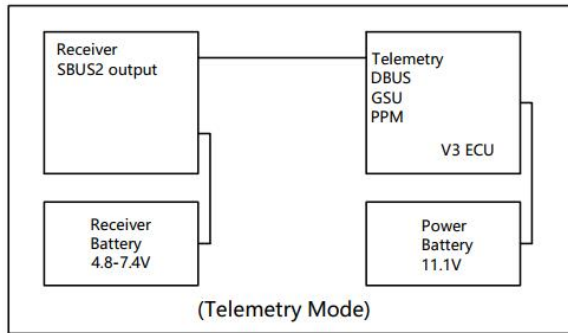 Receiver
SBUS2 output
Telemetry
DBUS
GSU
PPM
V3 ECU
Receiver
Battery
4.8-7.4V
Power
Battery
11.1V
(Telemetry Mode)